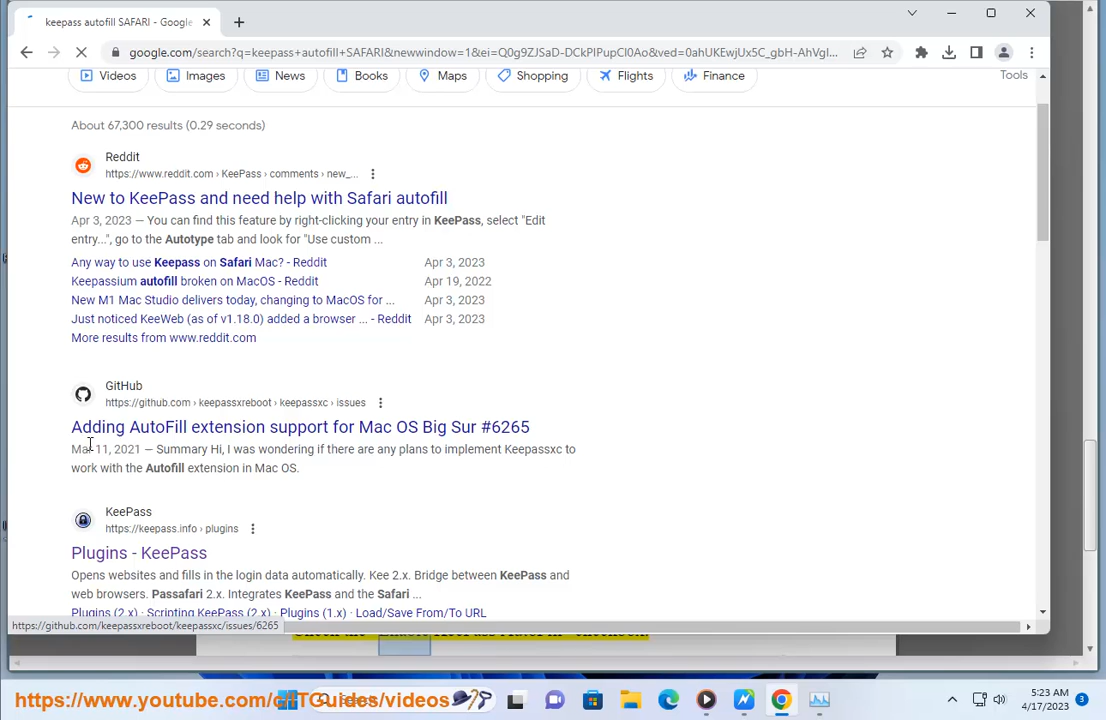 keepass autofill SAFARI - Google
google.com/search?q=keepass+autofill+SAFARI&newwindow=1&ei=Q0g9ZJSaD-DCkPIPupCI0Ao&ved=0ahUKEwjUx5C_gbH-AhVgI...
Videos
Images
News
Books
Maps
Shopping
Flights
Finance
Tools
About 67,300 results (0.29 seconds)
Reddit
https://www.reddit.com › KeePass › comments › new_...
New to KeePass and need help with Safari autofill
Apr 3, 2023 — You can find this feature by right-clicking your entry in KeePass, select "Edit
entry...", go to the Autotype tab and look for "Use custom ...
Any way to use Keepass on Safari Mac? - Reddit Apr 3, 2023
Keepassium autofill broken on MacOS - Reddit Apr 19, 2022
New M1 Mac Studio delivers today, changing to MacOS for ... Apr 3, 2023
Just noticed KeeWeb (as of v1.18.0) added a browser ... - Reddit Apr 3, 2023
More results from www.reddit.com
GitHub
https://github.com › keepassxreboot › keepassxc › issues
Adding AutoFill extension support for Mac OS Big Sur #6265
Mar 11, 2021 — Summary Hi, I was wondering if there are any plans to implement Keepassxc to
work with the Autofill extension in Mac OS.
KeePass
https://keepass.info › plugins
Plugins - KeePass
Opens websites and fills in the login data automatically. Kee 2.x. Bridge between KeePass and
web browsers. Passafari 2.x. Integrates KeePass and the Safari ...
Plugins (2.x) · Scripting KeePass (2.x) · Plugins (1.x) · Load/Save From/To URL
https://github.com/keepassxreboot/keepassxc/issues/6265
https://www.youtube.com/c/ITGuides/videos
5:23 AM
4/17/2023
3